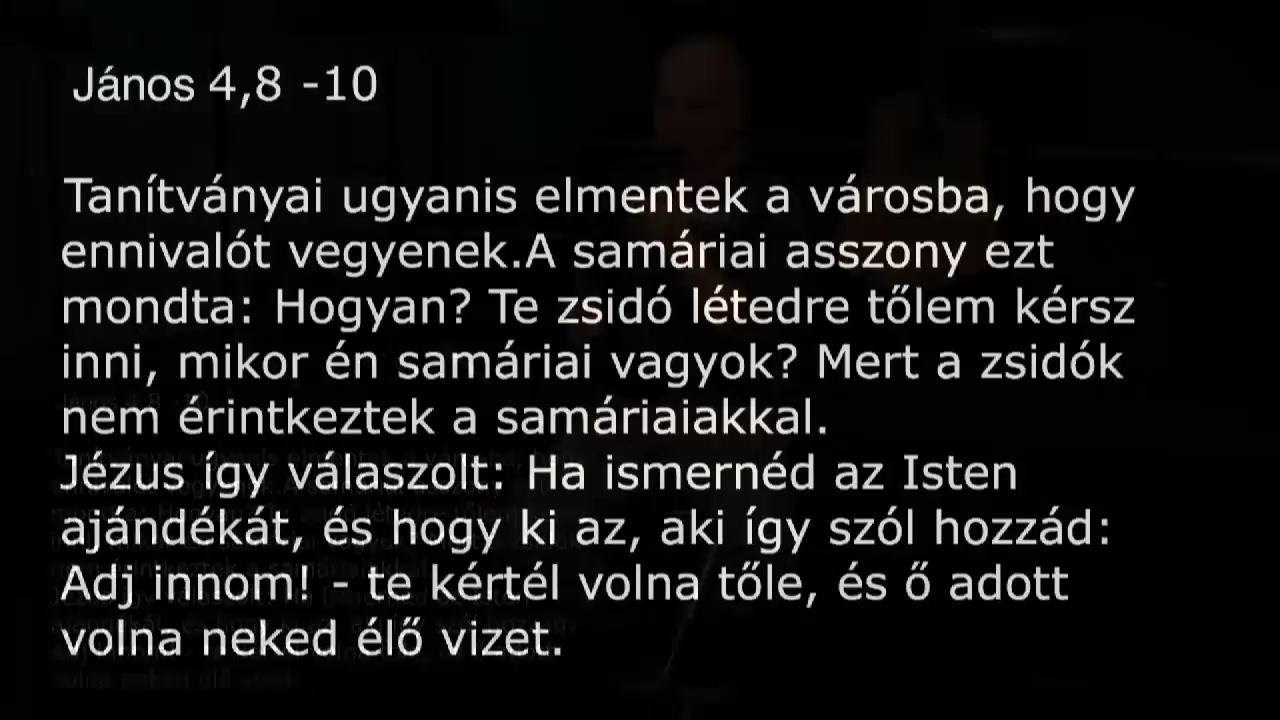 János 4,8 -10
Tanítványai ugyanis elmentek a városba, hogy
ennivalót vegyenek.A samáriai asszony ezt
mondta: Hogyan? Te zsidó létedre tőlem kérsz
inni, mikor én samáriai vagyok? Mert a zsidók
nem érintkeztek a samáriaiakkal.
Jézus így válaszolt: Ha ismernéd az Isten
ajándékát, és hogy ki az, aki így szól hozzád:
Adj innom! - te kértél volna tőle, és ő adott
volna neked élő vizet.